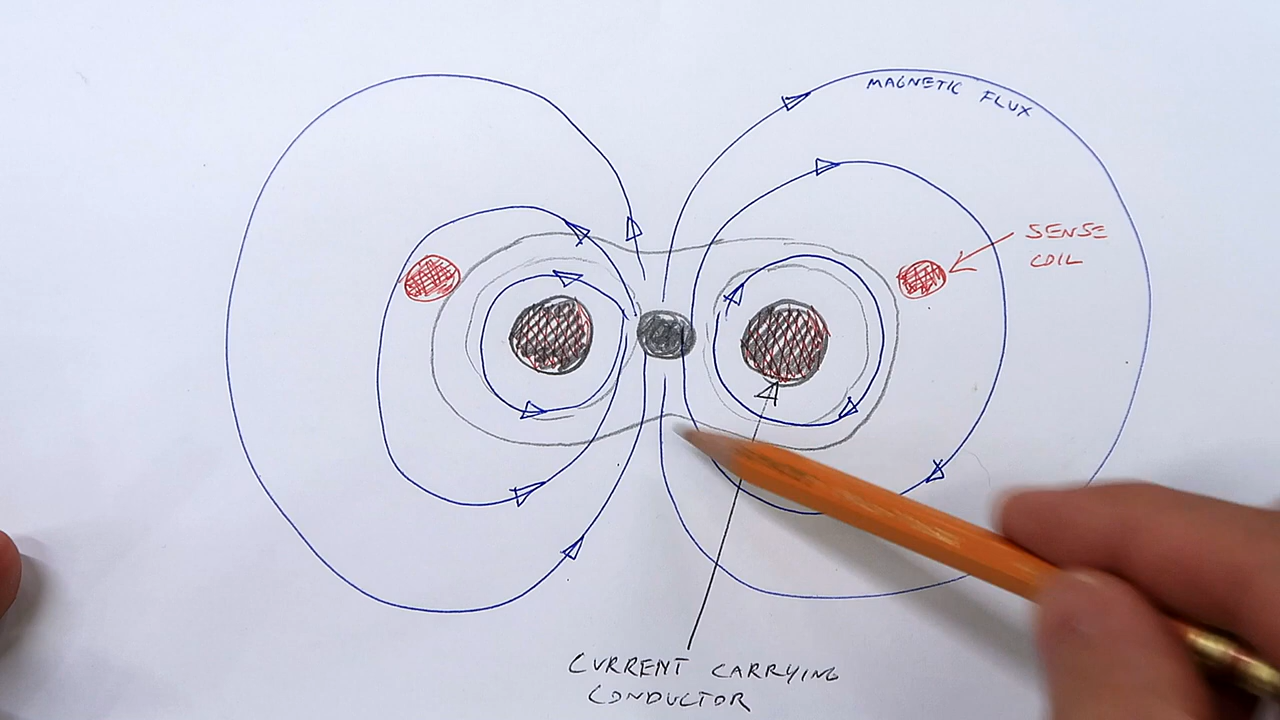 MAGNETIC FLUX
SENSE
COIL
CURRENT CARRYING
CONDUCTOR